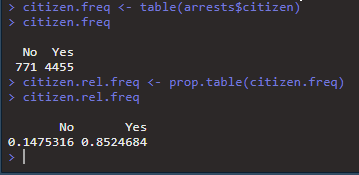 > citizen.freq <- table(arrests$citizen)
> citizen.freq
No Yes
771 4455
> citizen.rel.freq <- prop.table(citizen.freq)
> citizen.rel.freq
No Yes
0.1475316 0.8524684
>